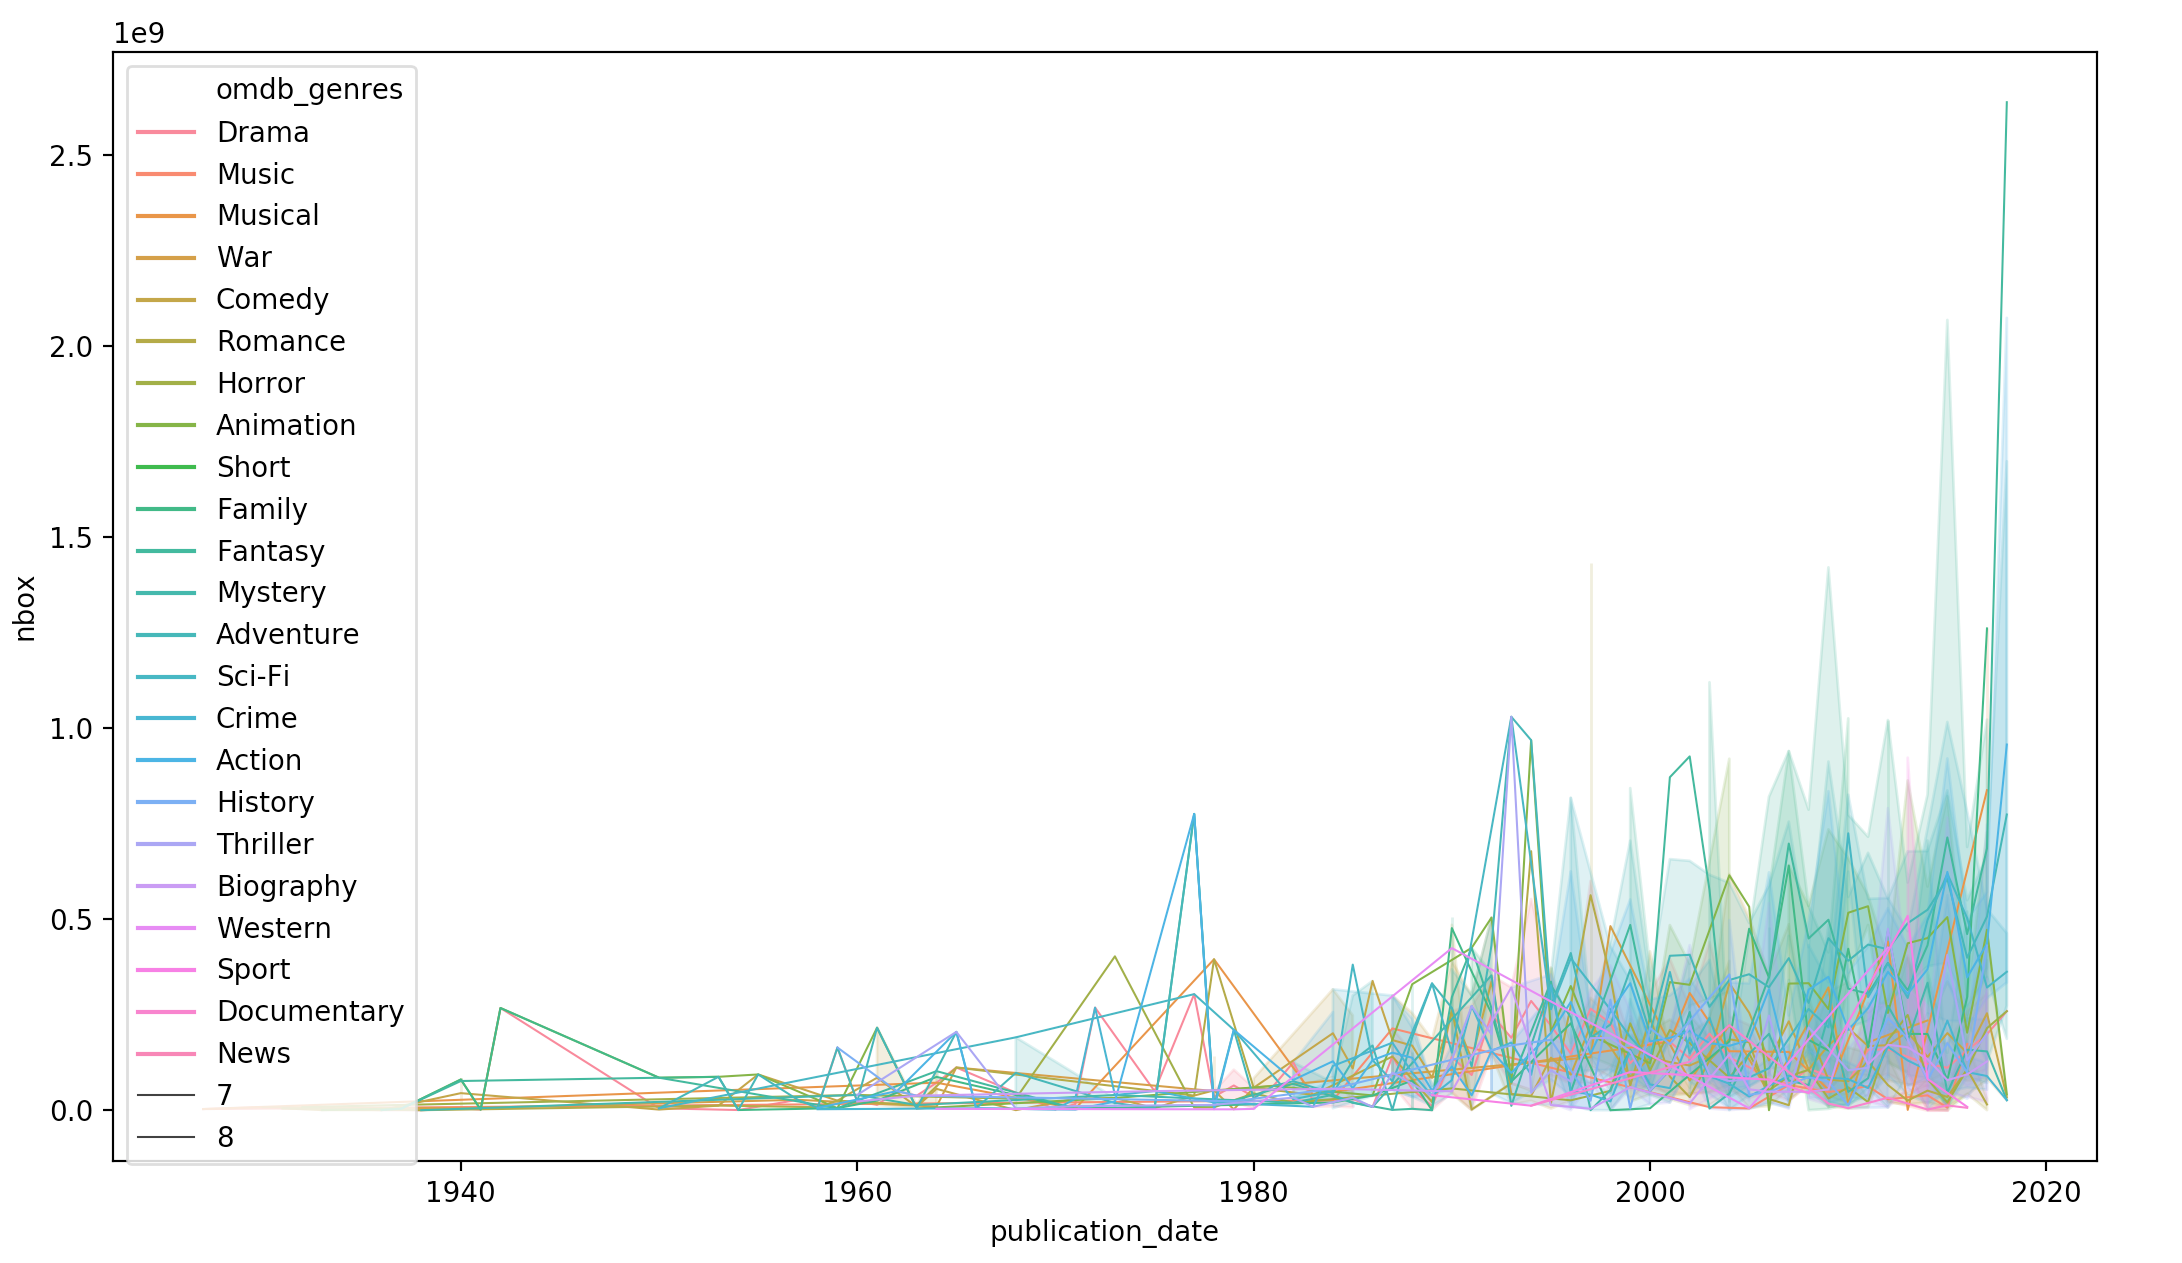 1e9
omdb_genres
Drama
Music
Musical
War
Comedy
Romance
Horror
Animation
Short
Family
Fantasy
Mystery
Adventure
Sci-Fi
Crime
Action
History
Thriller
Biography
Western
Sport
Documentary
News
7
8
2.5
2.0
1.5
1.0
0.5
0.0
nbox
1940
1960
1980
2000
2020
publication_date